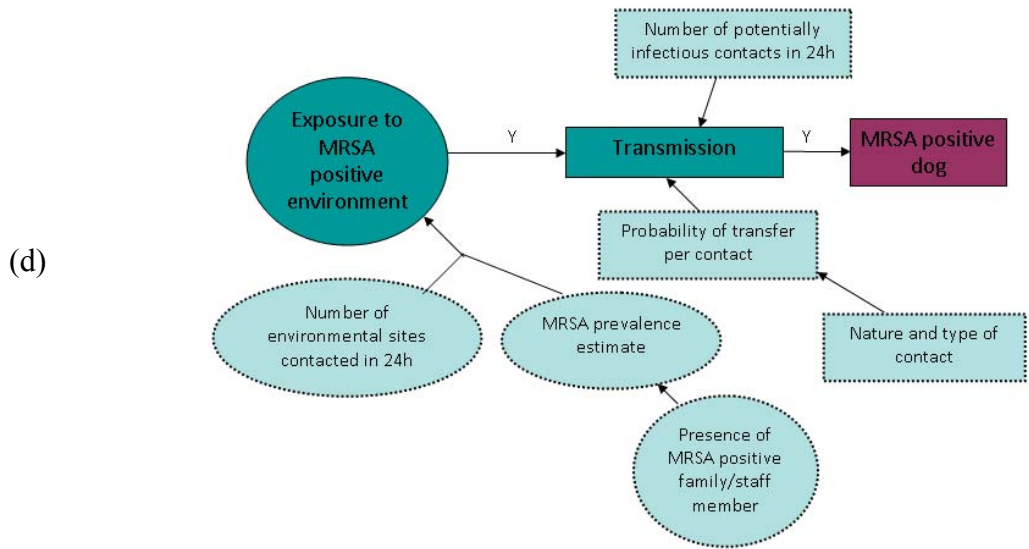 Number of potentially
infectious contacts in 24h
Exposure to
MRSA
positive
environment
Y
Transmission
Y
MRSA positive
dog
(d)
Probability of transfer
per contact
Number of
environmental sites
contacted in 24h
MRSA prevalence
estimate
Nature and type of
contact
Presence of
MRSA positive
family/staff
member